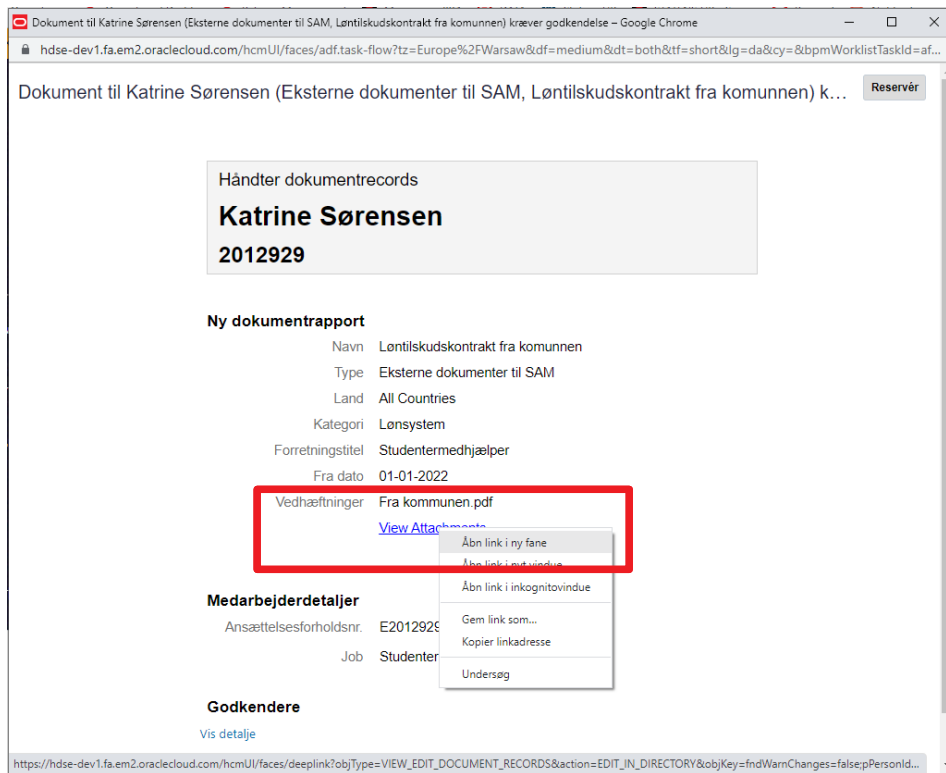 Dokument til Katrine Sørensen (Eksterne dokumenter til SAM, Løntilskudskontrakt fra komunnen) kræver godkendelse – Google Chrome
hdse-dev1.fa.em2.oraclecloud.com/hcmUI/faces/adf.task-flow?tz=Europe%2FWarsaw&df=medium&dt=both&tf=short&lg=da&cy=&bpmWorklistTaskId=af...
Dokument til Katrine Sørensen (Eksterne dokumenter til SAM, Løntilskudskontrakt fra komunnen) k... Reservér
Håndter dokumentrecords
Katrine Sørensen
2012929
Ny dokumentrapport
Navn Løntilskudskontrakt fra komunnen
Type Eksterne dokumenter til SAM
Land All Countries
Kategori Lønsystem
Forretningstitel Studentermedhjælper
Fra dato 01-01-2022
Vedhæftninger Fra kommunen.pdf
View Attachments
Åbn link i ny fane
Åbn link i nyt vindue
Åbn link i inkognitovindue
Gem link som...
Kopier linkadresse
Undersøg
Medarbejderdetaljer
Ansættelsesforholdsnr. E2012929
Job Studenter
Godkendere
Vis detalje
https://hdse-dev1.fa.em2.oraclecloud.com/hcmUI/faces/deeplink?objType=VIEW_EDIT_DOCUMENT_RECORDS&action=EDIT_IN_DIRECTORY&objKey=fndWarnChanges=false;pPersonId...